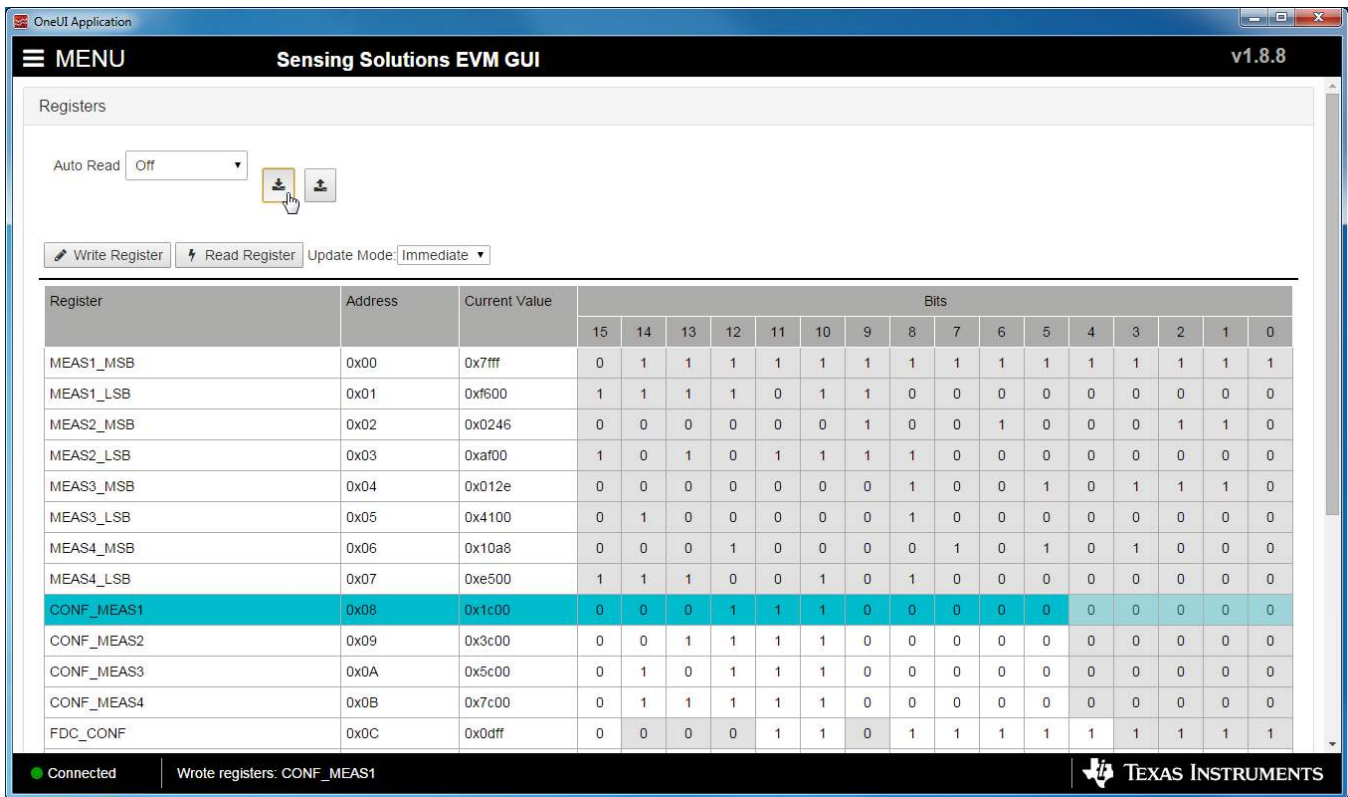 OneUI Application
MENU Sensing Solutions EVM GUI v1.8.8
Registers
Auto Read Off
Write Register Read Register Update Mode: Immediate
Register Address Current Value Bits
15 14 13 12 11 10 9 8 7 6 5 4 3 2 1 0
MEAS1_MSB 0x00 0x7fff 0 1 1 1 1 1 1 1 1 1 1 1 1 1 1 1
MEAS1_LSB 0x01 0xf600 1 1 1 1 0 1 1 0 0 0 0 0 0 0 0 0
MEAS2_MSB 0x02 0x0246 0 0 0 0 0 0 1 0 0 1 0 0 0 1 1 0
MEAS2_LSB 0x03 0xaf00 1 0 1 0 1 1 1 1 0 0 0 0 0 0 0 0
MEAS3_MSB 0x04 0x012e 0 0 0 0 0 0 0 1 0 0 1 0 1 1 1 0
MEAS3_LSB 0x05 0x4100 0 1 0 0 0 0 0 1 0 0 0 0 0 0 0 0
MEAS4_MSB 0x06 0x10a8 0 0 0 1 0 0 0 0 1 0 1 0 1 0 0 0
MEAS4_LSB 0x07 0xe500 1 1 1 0 0 1 0 1 0 0 0 0 0 0 0 0
CONF_MEAS1 0x08 0x1c00 0 0 0 1 1 1 0 0 0 0 0 0 0 0 0 0
CONF_MEAS2 0x09 0x3c00 0 0 1 1 1 1 0 0 0 0 0 0 0 0 0 0
CONF_MEAS3 0x0A 0x5c00 0 1 0 1 1 1 0 0 0 0 0 0 0 0 0 0
CONF_MEAS4 0x0B 0x7c00 0 1 1 1 1 1 0 0 0 0 0 0 0 0 0 0
FDC_CONF 0x0C 0x0dff 0 0 0 0 1 1 0 1 1 1 1 1 1 1 1 1
Connected Wrote registers: CONF_MEAS1 TEXAS INSTRUMENTS